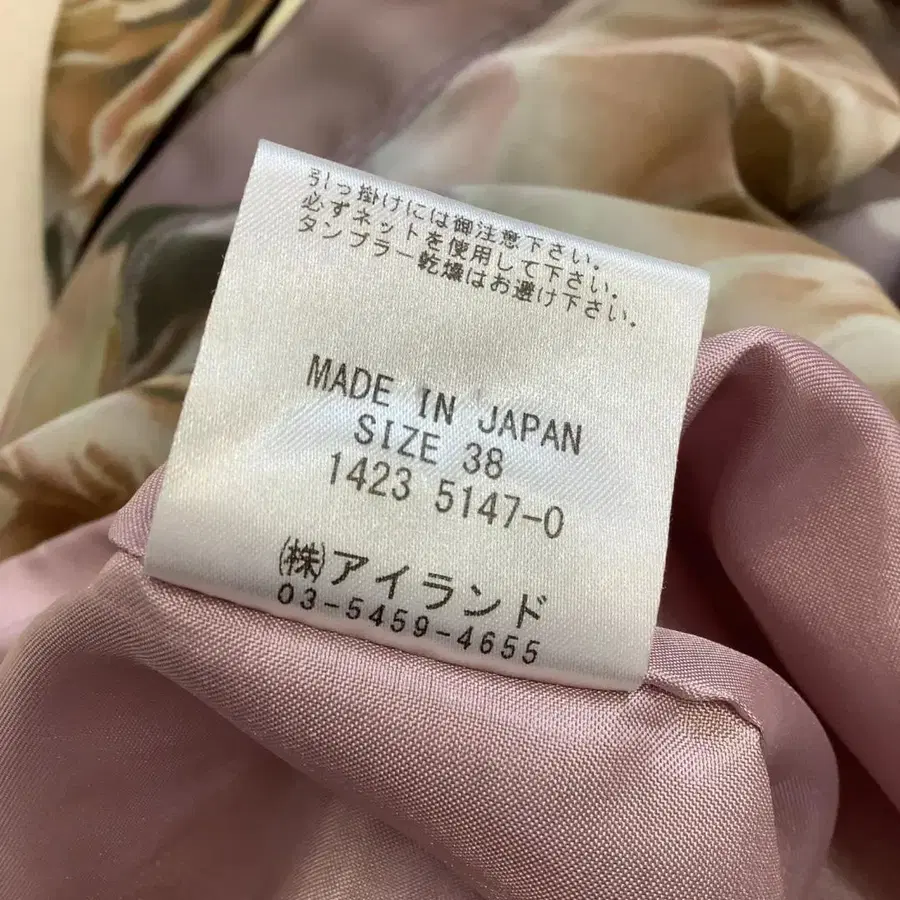 引っ掛けには御注意下さい。
必ずネットを使用して下さい。
タンブラー乾燥はお避け下さい。
MADE IN JAPAN
SIZE 38
1423 5147-0
㈱アイランド
03-5459-4655